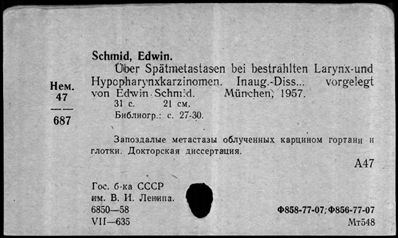 Schmid, Edwin.
Über Spätmetastasen bei bestrahlten Larynx-und
Hypopharynxkarzinomen. Inaug.-Diss... vorgelegt
von Edwin Schmid. München, 1957.
31 с. 21 см.
Библиогр.: с. 27-30.
Нем.
47
687
Запоздалые метастазы облученных карцином гортани и
глотки. Докторская диссертация.
А47
Гос. б-ка СССР
им. В. И. Ленина.
6850—58
VII—635
Ф858-77-07; Ф856-77-07
Мт548